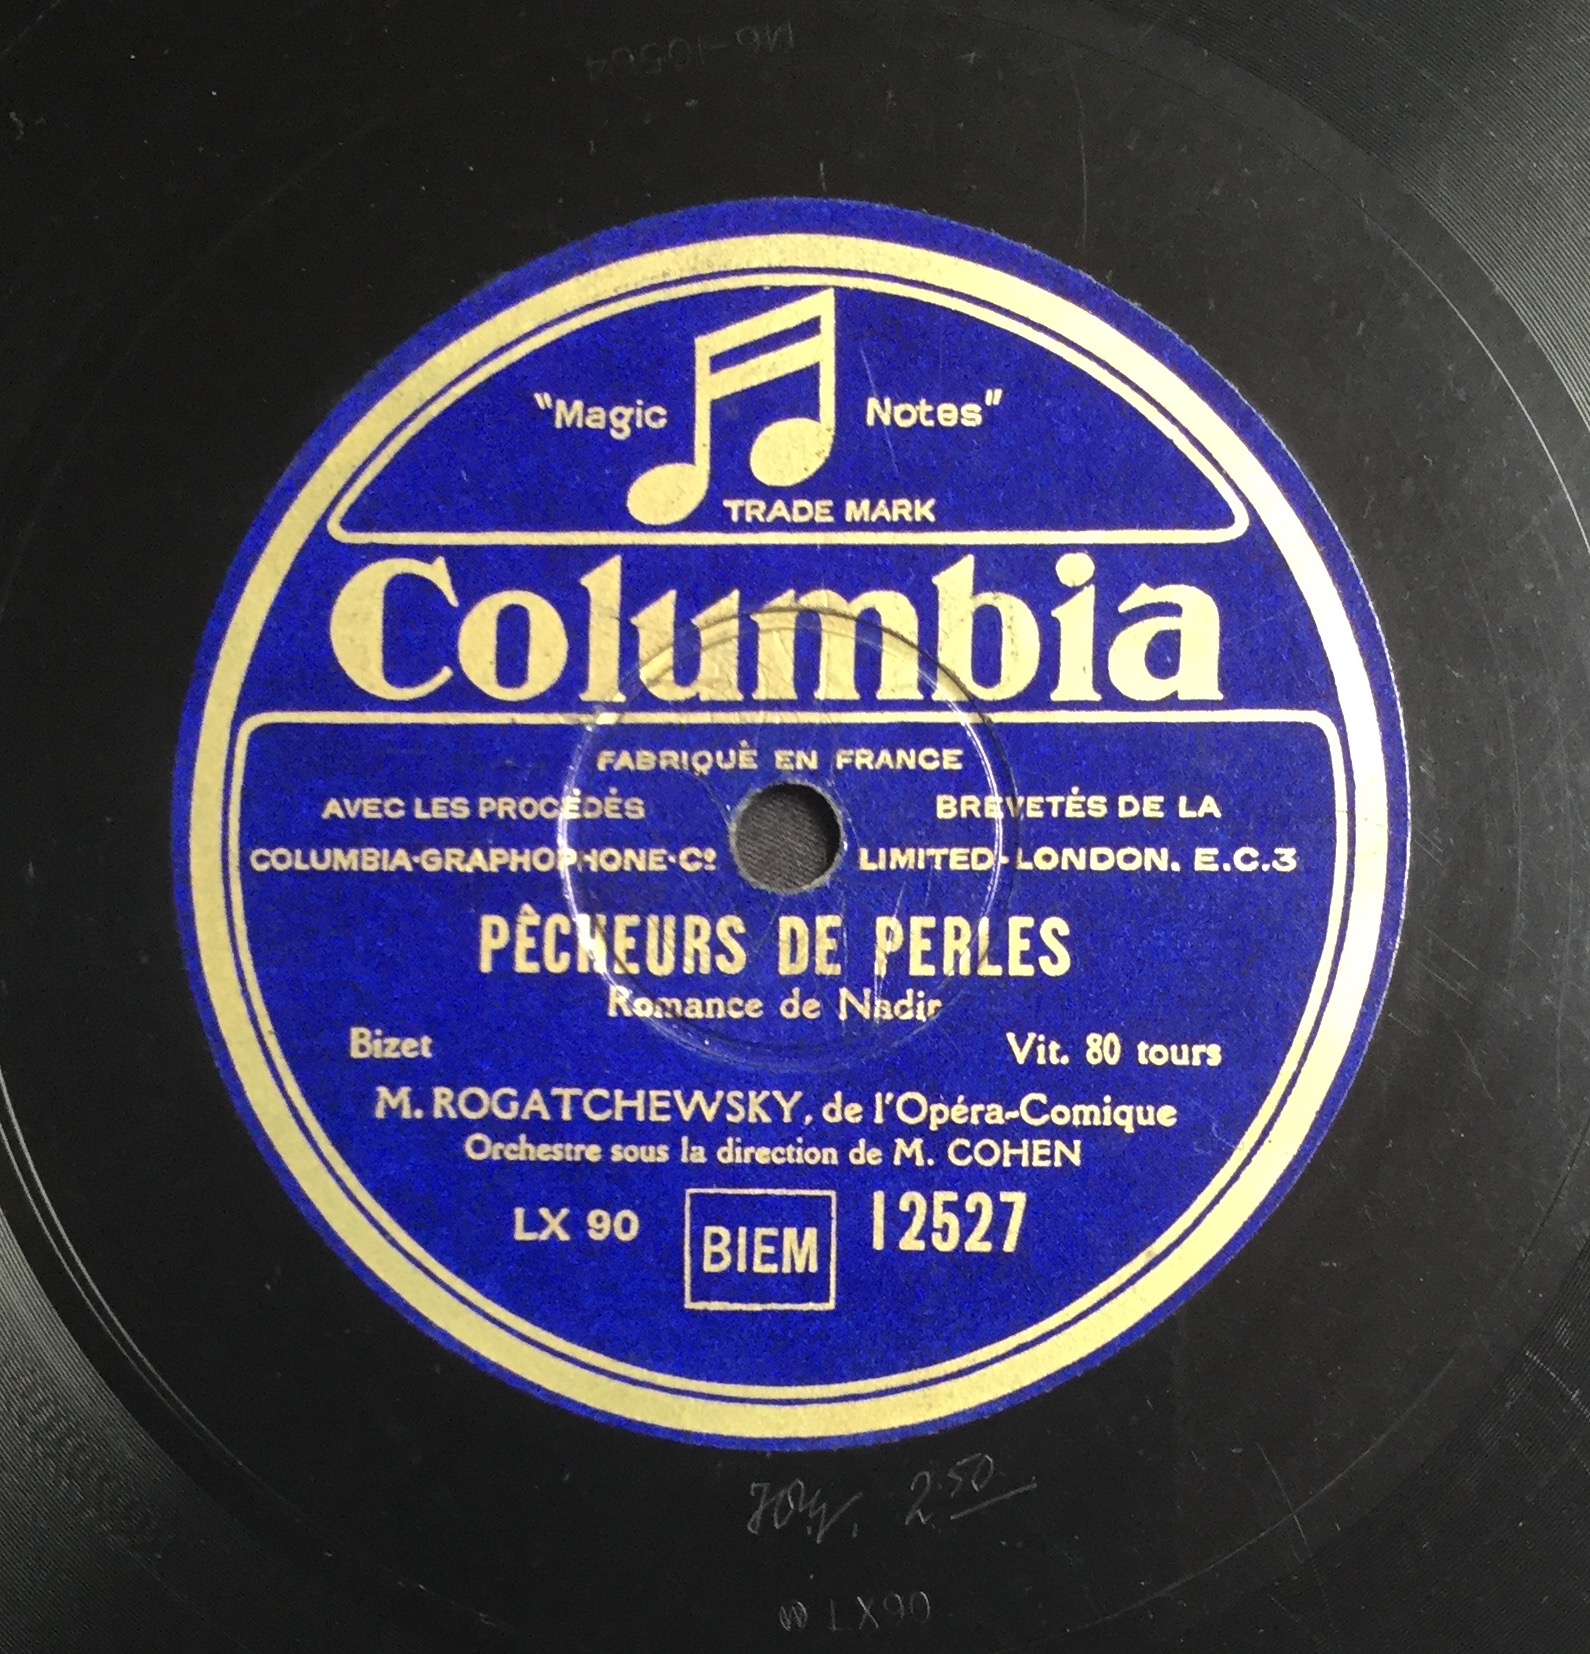 "Magic Notes"
TRADE MARK
Columbia
FABRIQUÉ EN FRANCE
AVEC LES PROCÉDÉS BREVETÉS DE LA
COLUMBIA·GRAPHOPHONE·Cº LIMITED·LONDON. E.C.3
PÊCHEURS DE PERLES
Romance de Nadir
Bizet Vit. 80 tours
M. ROGATCHEWSKY, de l'Opéra-Comique
Orchestre sous la direction de M. COHEN
LX 90 BIEM 12527
2.50
LX90